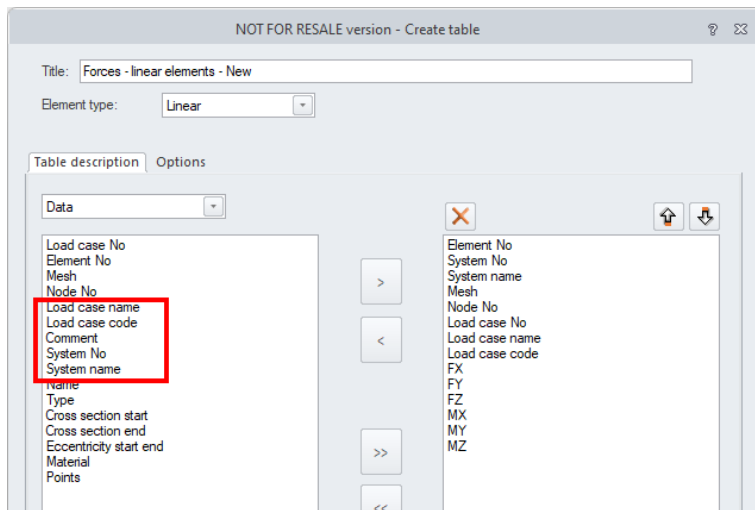 NOT FOR RESALE version - Create table
Title: Forces - linear elements - New
Element type: Linear
Table description Options
Data
Load case No
Element No
Mesh
Node No
Load case name
Load case code
Comment
System No
System name
Name
Type
Cross section start
Cross section end
Eccentricity start end
Material
Points
>
<
>>
<<
Element No
System No
System name
Mesh
Node No
Load case No
Load case name
Load case code
FX
FY
FZ
MX
MY
MZ